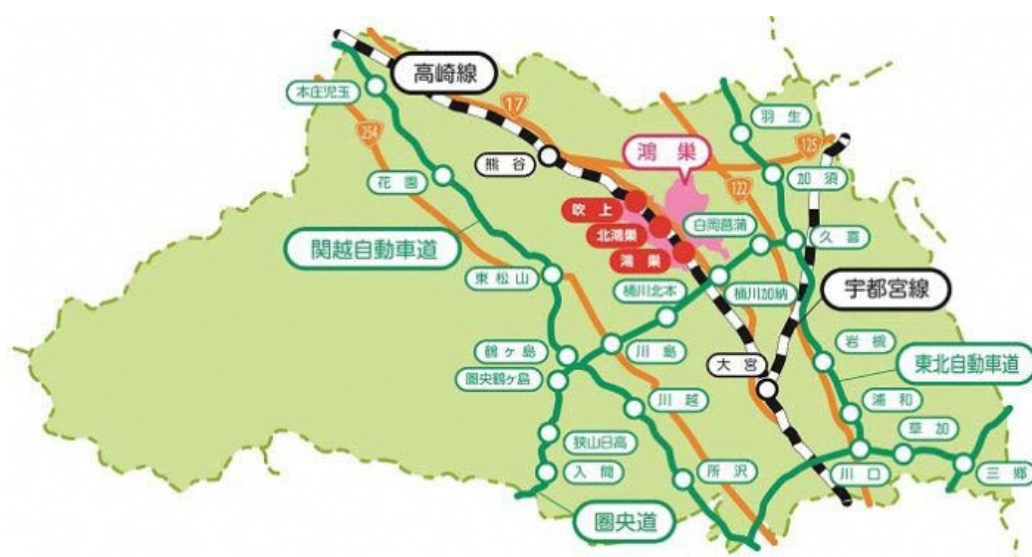 高崎線
本庄児玉
17
羽生
254
熊谷
鴻巣
125
花園
122
加須
吹上
白岡菖蒲
久喜
北鴻巣
関越自動車道
鴻巣
東松山
桶川北本
桶川加納
宇都宮線
鶴ヶ島
川島
大宮
岩槻
東北自動車道
圏央鶴ヶ島
川越
浦和
草加
狭山日高
入間
所沢
川口
三郷
圏央道